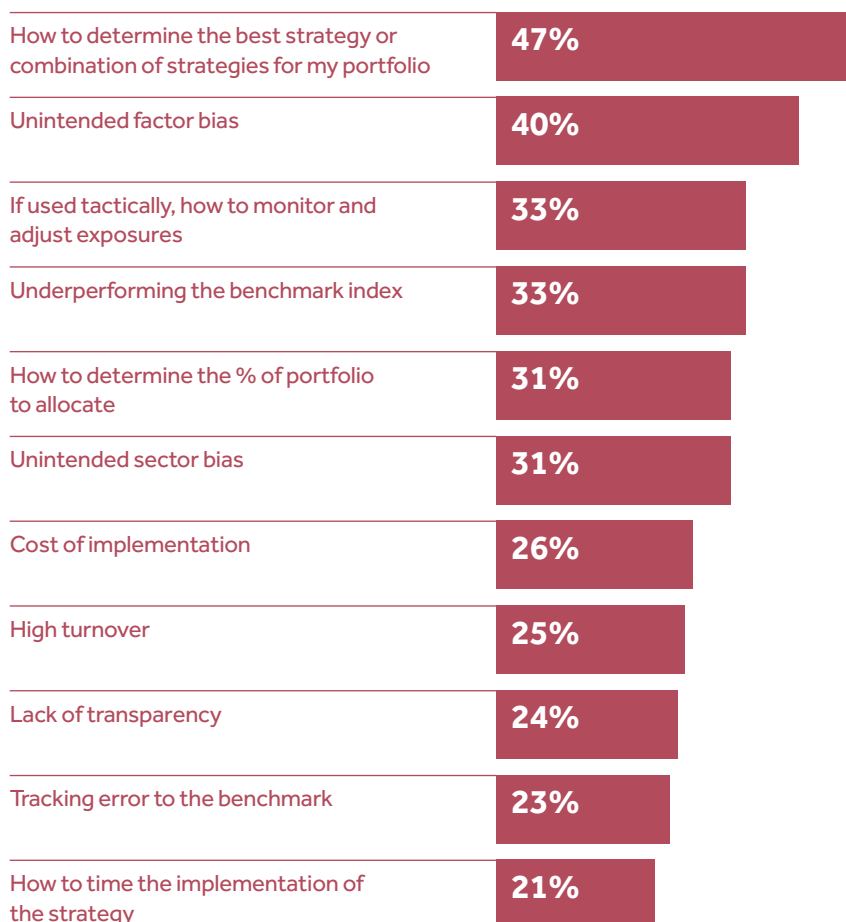 How to determine the best strategy or
combination of strategies for my portfolio
47%
Unintended factor bias
40%
If used tactically, how to monitor and
adjust exposures
33%
Underperforming the benchmark index
33%
How to determine the % of portfolio
to allocate
31%
Unintended sector bias
31%
Cost of implementation
26%
High turnover
25%
Lack of transparency
24%
Tracking error to the benchmark
23%
How to time the implementation of
the strategy
21%